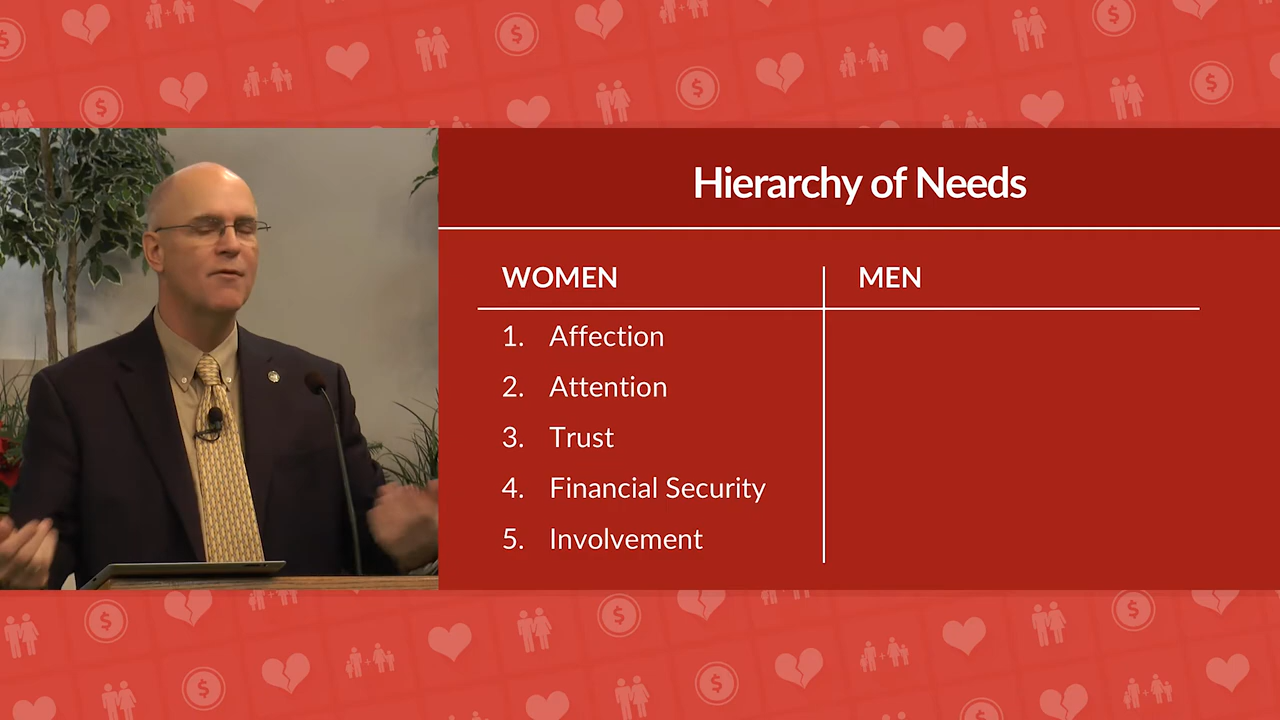 Hierarchy of Needs
WOMEN
MEN
1. Affection
2. Attention
3. Trust
4. Financial Security
5. Involvement